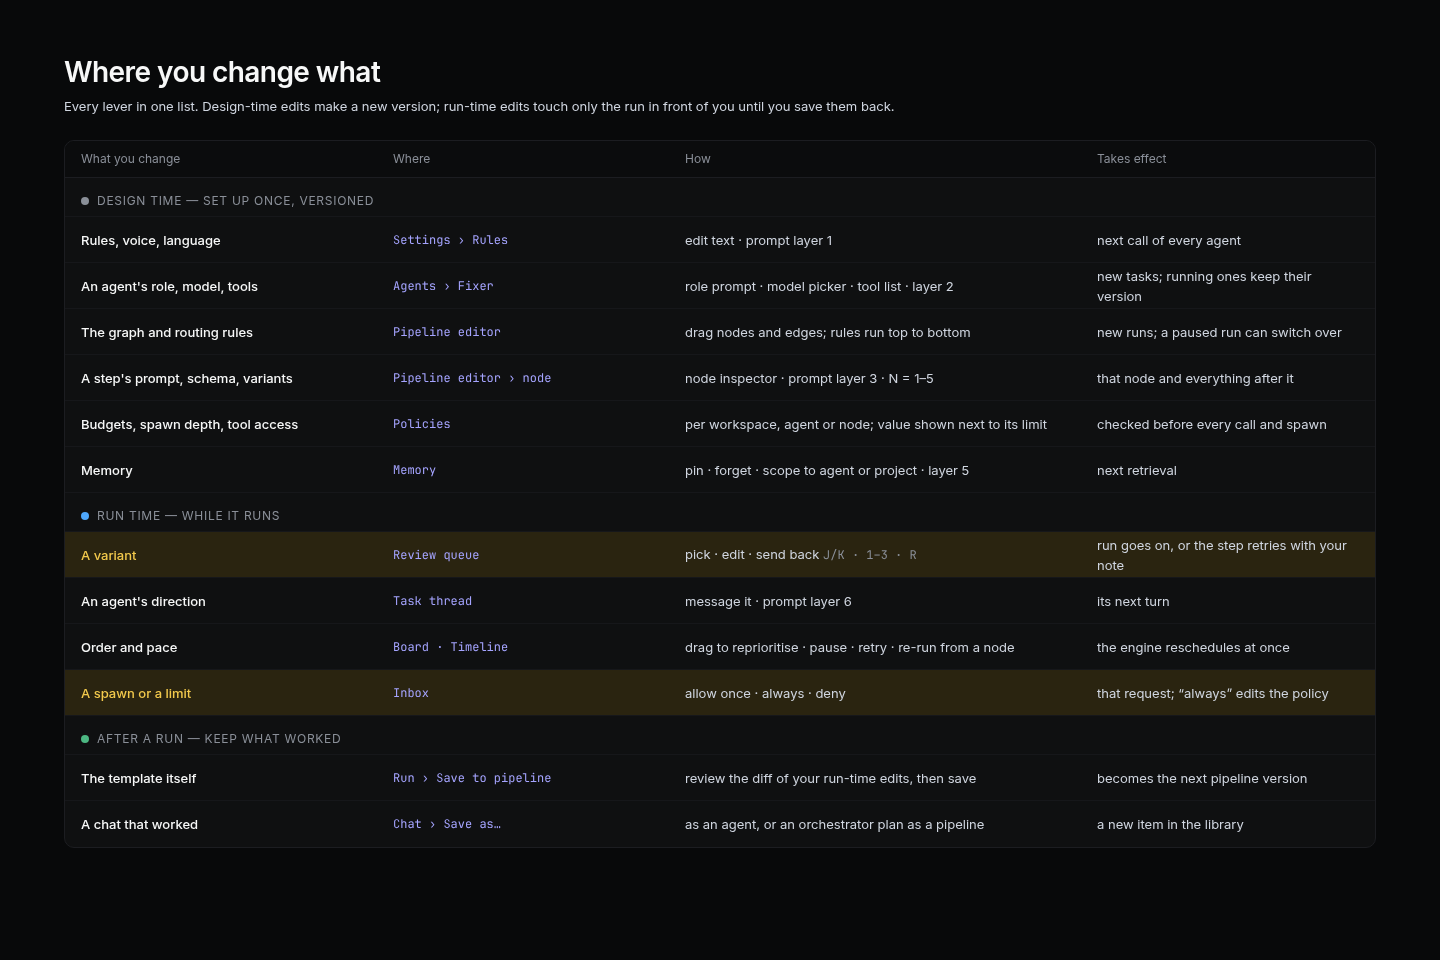 Where you change what
Every lever in one list. Design-time edits make a new version; run-time edits touch only the run in front of you until you save them back.
What you change Where How Takes effect
DESIGN TIME — SET UP ONCE, VERSIONED
Rules, voice, language Settings › Rules edit text · prompt layer 1 next call of every agent
An agent's role, model, tools Agents › Fixer role prompt · model picker · tool list · layer 2 new tasks; running ones keep their
version
The graph and routing rules Pipeline editor drag nodes and edges; rules run top to bottom new runs; a paused run can switch over
A step's prompt, schema, variants Pipeline editor › node node inspector · prompt layer 3 · N = 1–5 that node and everything after it
Budgets, spawn depth, tool access Policies per workspace, agent or node; value shown next to its limit checked before every call and spawn
Memory Memory pin · forget · scope to agent or project · layer 5 next retrieval
RUN TIME — WHILE IT RUNS
A variant Review queue pick · edit · send back J/K · 1–3 · R run goes on, or the step retries with your
note
An agent's direction Task thread message it · prompt layer 6 its next turn
Order and pace Board · Timeline drag to reprioritise · pause · retry · re-run from a node the engine reschedules at once
A spawn or a limit Inbox allow once · always · deny that request; “always” edits the policy
AFTER A RUN — KEEP WHAT WORKED
The template itself Run › Save to pipeline review the diff of your run-time edits, then save becomes the next pipeline version
A chat that worked Chat › Save as… as an agent, or an orchestrator plan as a pipeline a new item in the library